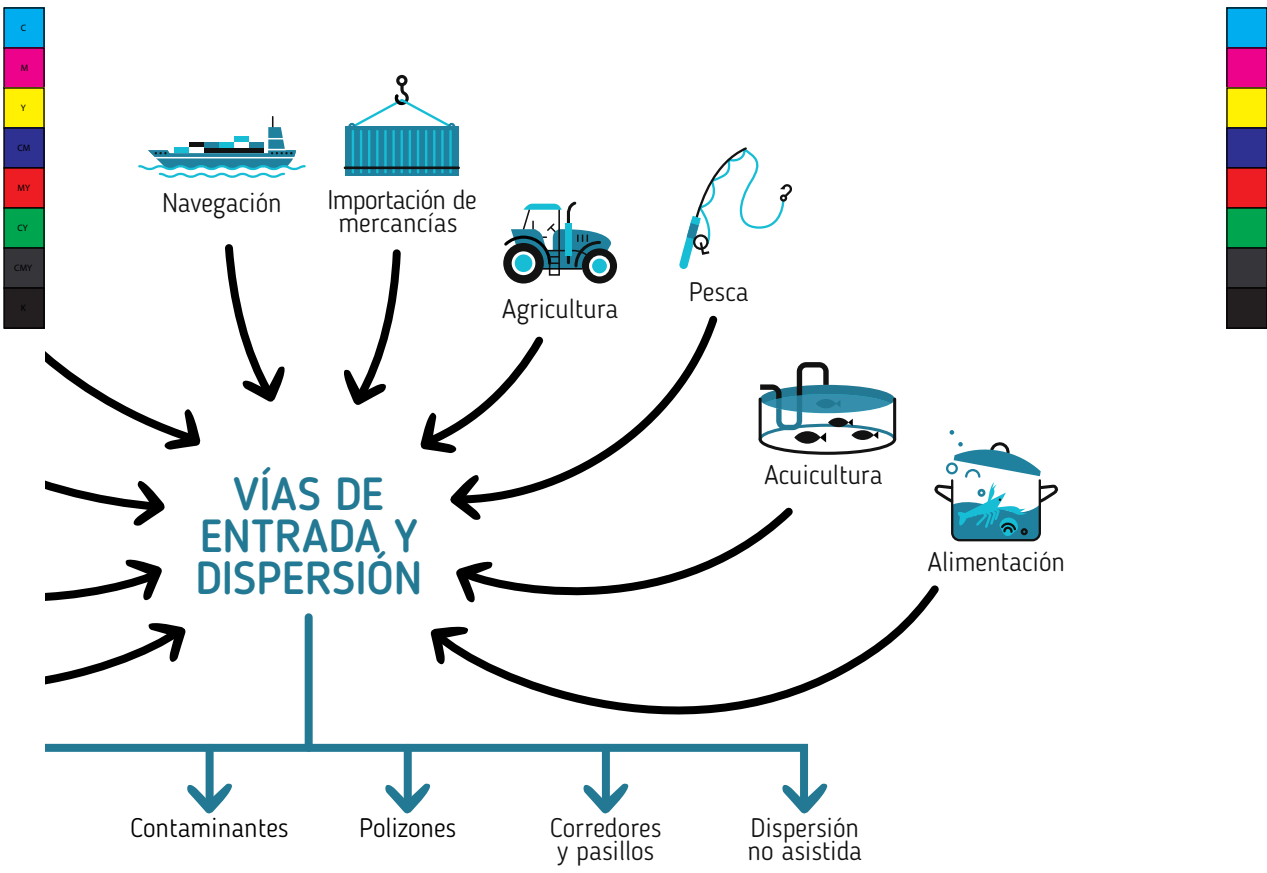 C
M
Y
CM
MY
CY
CMY
K
Navegación
Importación de
mercancías
Agricultura
Pesca
Acuicultura
Alimentación
VÍAS DE
ENTRADA Y
DISPERSIÓN
Contaminantes
Polizones
Corredores
y pasillos
Dispersión
no asistida